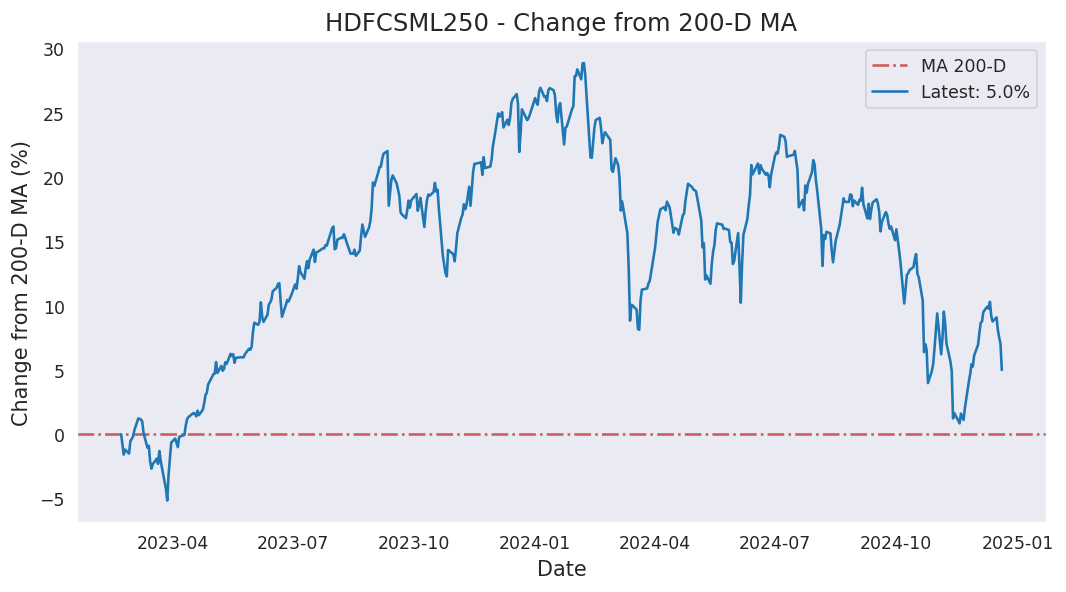 HDFCSML250 - Change from 200-D MA
Change from 200-D MA (%)
30
25
20
15
10
5
0
−5
MA 200-D
Latest: 5.0%
2023-04 2023-07 2023-10 2024-01 2024-04 2024-07 2024-10 2025-01
Date